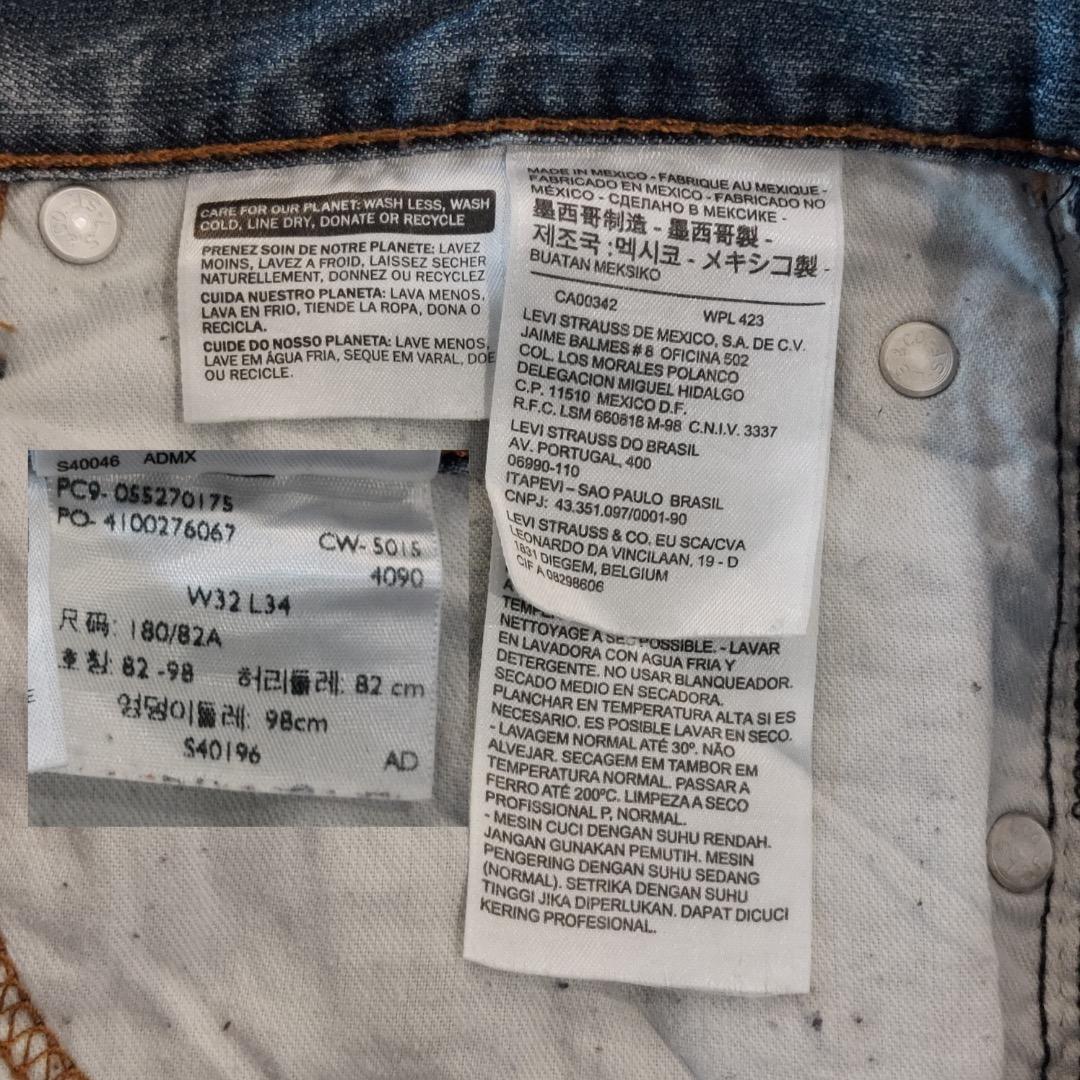 CARE FOR OUR PLANET: WASH LESS, WASH
COLD, LINE DRY, DONATE OR RECYCLE
PRENEZ SOIN DE NOTRE PLANETE: LAVEZ
MOINS, LAVEZ A FROID, LAISSEZ SECHER
NATURELLEMENT, DONNEZ OU RECYCLEZ
CUIDA NUESTRO PLANETA: LAVA MENOS,
LAVA EN FRIO, TIENDE LA ROPA, DONA O
RECICLA.
CUIDE DO NOSSO PLANETA: LAVE MENOS,
LAVE EM ÁGUA FRIA, SEQUE EM VARAL, DOE
OU RECICLE.
MADE IN MEXICO - FABRIQUE AU MEXIQUE -
FABRICADO EN MEXICO - FABRICADO NO
MÉXICO - СДЕЛАНО В МЕКСИКЕ -
墨西哥制造 - 墨西哥製 -
제조국 :멕시코 - メキシコ製 -
BUATAN MEKSIKO
CA00342 WPL 423
LEVI STRAUSS DE MEXICO, S.A. DE C.V.
JAIME BALMES # 8 OFICINA 502
COL. LOS MORALES POLANCO
DELEGACION MIGUEL HIDALGO
C.P. 11510 MEXICO D.F.
R.F.C. LSM 660818 M-98 C.N.I.V. 3337
LEVI STRAUSS DO BRASIL
AV. PORTUGAL, 400
06990-110
ITAPEVI – SAO PAULO BRASIL
CNPJ: 43.351.097/0001-90
LEVI STRAUSS & CO. EU SCA/CVA
LEONARDO DA VINCILAAN, 19 - D
1831 DIEGEM, BELGIUM
CIF A 08298606
NETTOYAGE A SEC POSSIBLE. - LAVAR
EN LAVADORA CON AGUA FRIA Y
DETERGENTE. NO USAR BLANQUEADOR.
SECADO MEDIO EN SECADORA.
PLANCHAR EN TEMPERATURA ALTA SI ES
NECESARIO. ES POSIBLE LAVAR EN SECO.
- LAVAGEM NORMAL ATÉ 30º. NÃO
ALVEJAR. SECAGEM EM TAMBOR EM
TEMPERATURA NORMAL. PASSAR A
FERRO ATÉ 200ºC. LIMPEZA A SECO
PROFISSIONAL P, NORMAL.
- MESIN CUCI DENGAN SUHU RENDAH.
JANGAN GUNAKAN PEMUTIH. MESIN
PENGERING DENGAN SUHU SEDANG
(NORMAL). SETRIKA DENGAN SUHU
TINGGI JIKA DIPERLUKAN. DAPAT DICUCI
KERING PROFESIONAL.
S40046 ADMX
PC9- 055270175
PO- 4100276067
CW- 5015
4090
W32 L34
尺码: 180/82A
호칭: 82 -98 허리둘레: 82 cm
엉덩이둘레: 98cm
S40196 AD